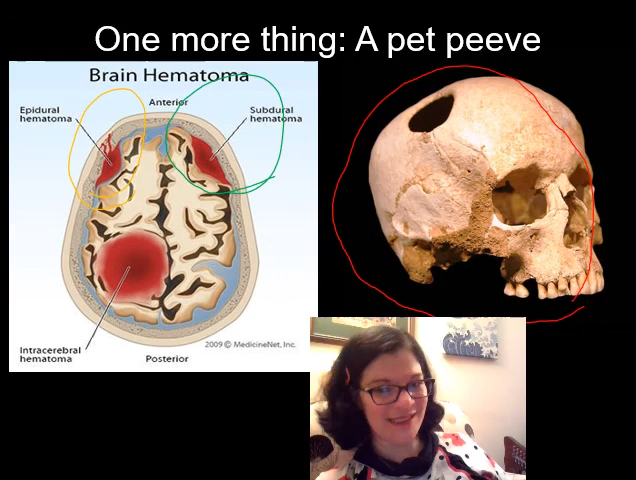 One more thing: A pet peeve
Brain Hematoma
Anterior
Epidural
hematoma
Subdural
hematoma
Intracerebral
hematoma
Posterior
2009 © MedicineNet, Inc.